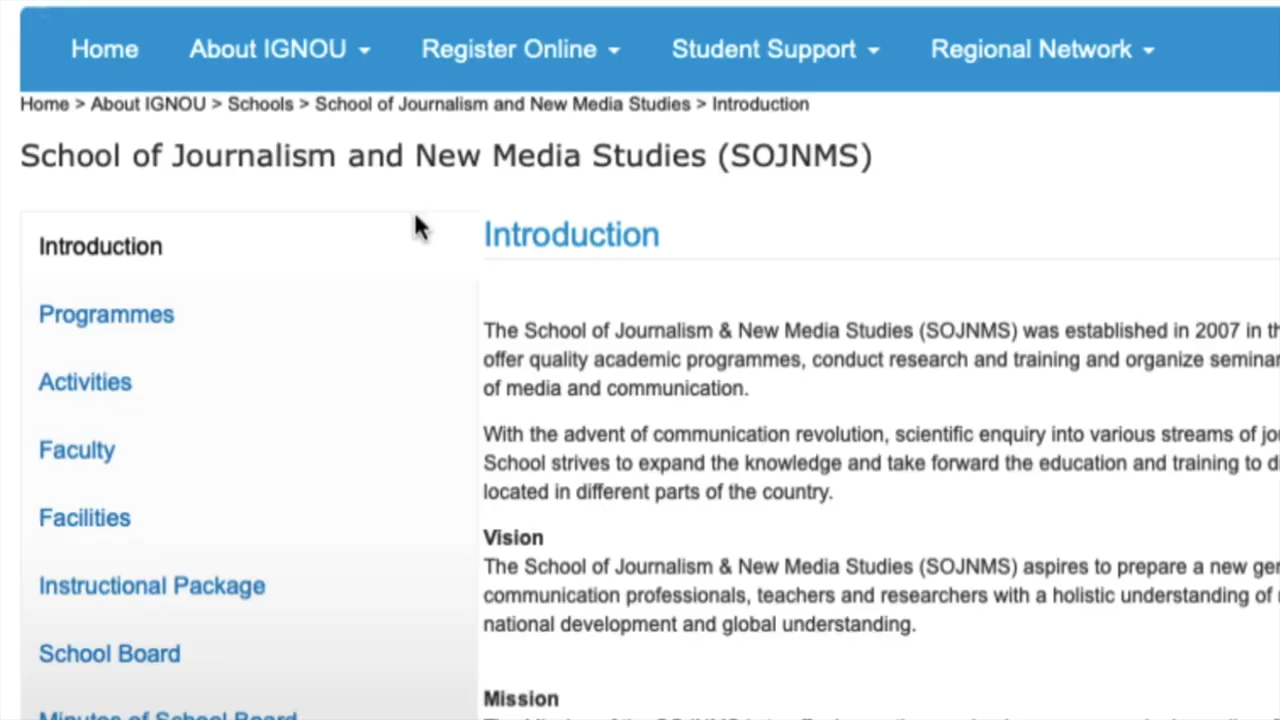 Home About IGNOU Register Online Student Support Regional Network
Home > About IGNOU > Schools > School of Journalism and New Media Studies > Introduction
School of Journalism and New Media Studies (SOJNMS)
Introduction
Programmes
Activities
Faculty
Facilities
Instructional Package
School Board
Minutes of School Board
Introduction
The School of Journalism & New Media Studies (SOJNMS) was established in 2007 in
offer quality academic programmes, conduct research and training and organize
of media and communication.
With the advent of communication revolution, scientific enquiry into various streams of
School strives to expand the knowledge and take forward the education and training to
located in different parts of the country.
Vision
The School of Journalism & New Media Studies (SOJNMS) aspires to prepare a new
communication professionals, teachers and researchers with a holistic understanding of
national development and global understanding.
Mission